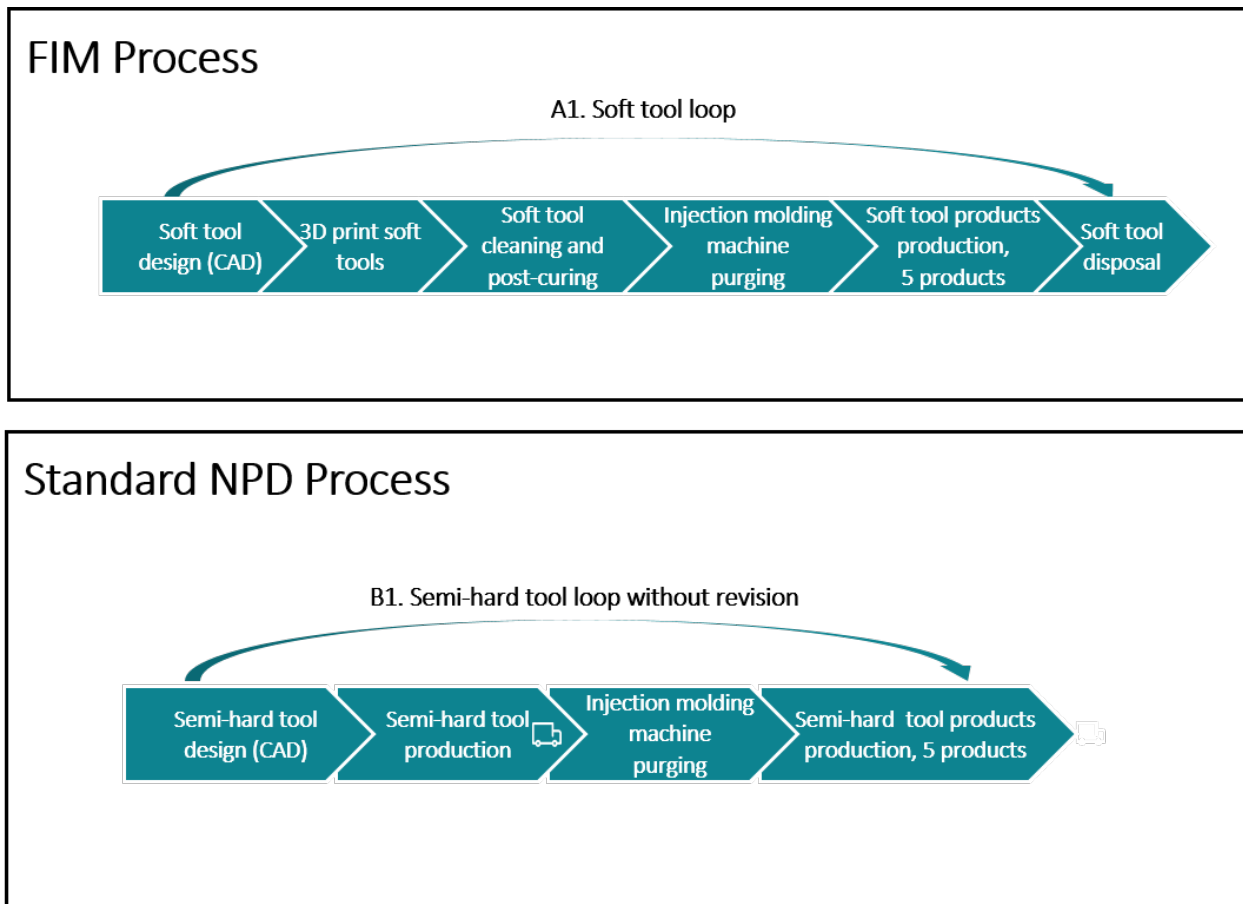 FIM Process
A1. Soft tool loop
Soft tool
design (CAD)
3D print soft
tools
Soft tool
cleaning and
post-curing
Injection molding
machine
purging
Soft tool products
production,
5 products
Soft tool
disposal
Standard NPD Process
B1. Semi-hard tool loop without revision
Semi-hard tool
design (CAD)
Semi-hard tool
production
Injection molding
machine
purging
Semi-hard  tool products
production, 5 products